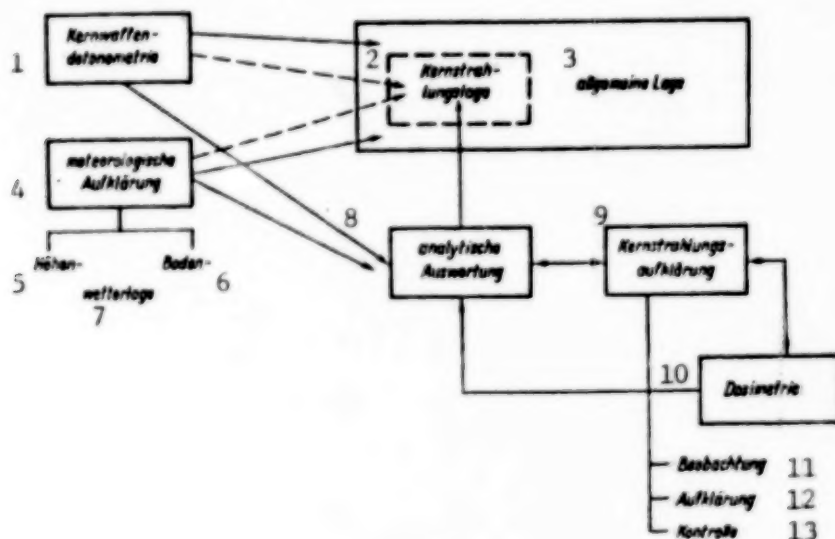 1
Kernwaffen-
detonometrie
2
Kernstrah-
lungslage
3
allgemeine Lage
4
meteorologische
Aufklärung
5
Höhen-
Boden-
6
wetterlage
7
8
analytische
Auswertung
9
Kernstrahlungs-
aufklärung
10
Dosimetrie
Beobachtung 11
Aufklärung 12
Kontrolle 13